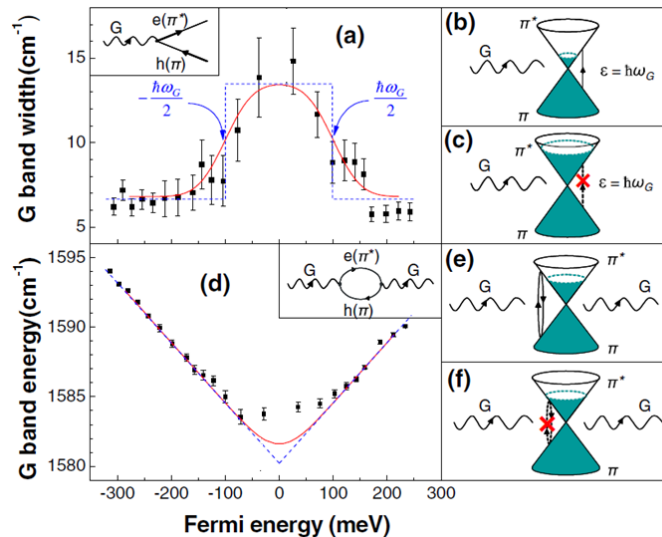 G e(π*)
h(π)
(a)
−ħω_G/2
ħω_G/2
G band width(cm⁻¹)
15
10
5
(b)
π*
G
ε = ħω_G
π
(c)
π*
G
ε = ħω_G
π
(d)
e(π*)
G G
h(π)
G band energy(cm⁻¹)
1595
1590
1585
1580
-300 -200 -100 0 100 200 300
Fermi energy (meV)
(e)
π*
G G
π
(f)
π*
G G
π